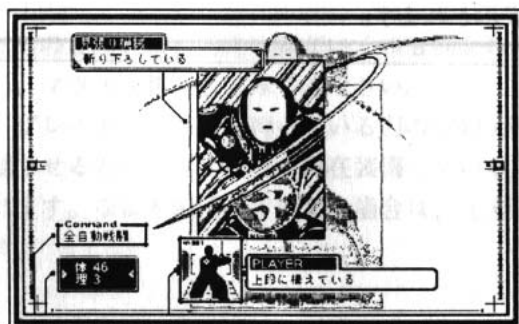 斬り下ろしている
Command
全自動戦闘
体 46
理 3
PLAYER
上段に構えている